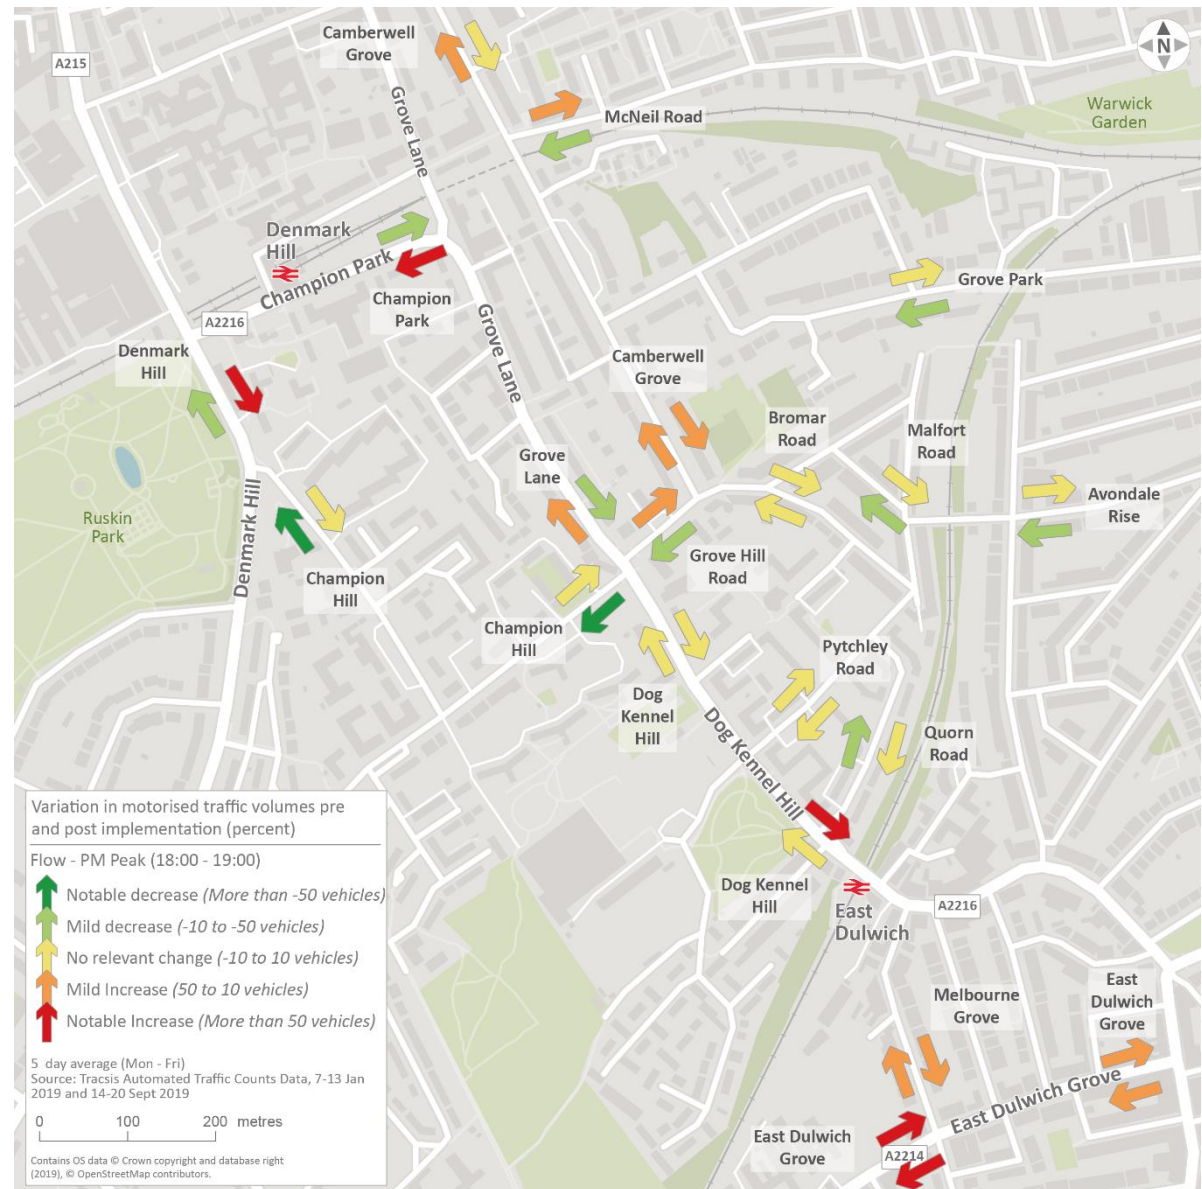 Camberwell
Grove
A215
N
Grove Lane
McNeil Road
Warwick
Garden
Denmark
Hill
Champion Park
Champion
Park
Grove Park
A2216
Grove Lane
Denmark
Hill
Camberwell
Grove
Bromar
Road
Malfort
Road
Grove
Lane
Avondale
Rise
Ruskin
Park
Denmark Hill
Champion
Hill
Grove Hill
Road
Champion
Hill
Pytchley
Road
Dog
Kennel
Hill
Dog Kennel Hill
Quorn
Road
Dog Kennel
Hill
East
Dulwich
A2216
Melbourne
Grove
East
Dulwich
Grove
East Dulwich Grove
East Dulwich
Grove
A2214
Variation in motorised traffic volumes pre
and post implementation (percent)
Flow - PM Peak (18:00 - 19:00)
Notable decrease (More than -50 vehicles)
Mild decrease (-10 to -50 vehicles)
No relevant change (-10 to 10 vehicles)
Mild Increase (50 to 10 vehicles)
Notable Increase (More than 50 vehicles)
5 day average (Mon - Fri)
Source: Tracsis Automated Traffic Counts Data, 7-13 Jan
2019 and 14-20 Sept 2019
0 100 200 metres
Contains OS data © Crown copyright and database right
(2019), © OpenStreetMap contributors.